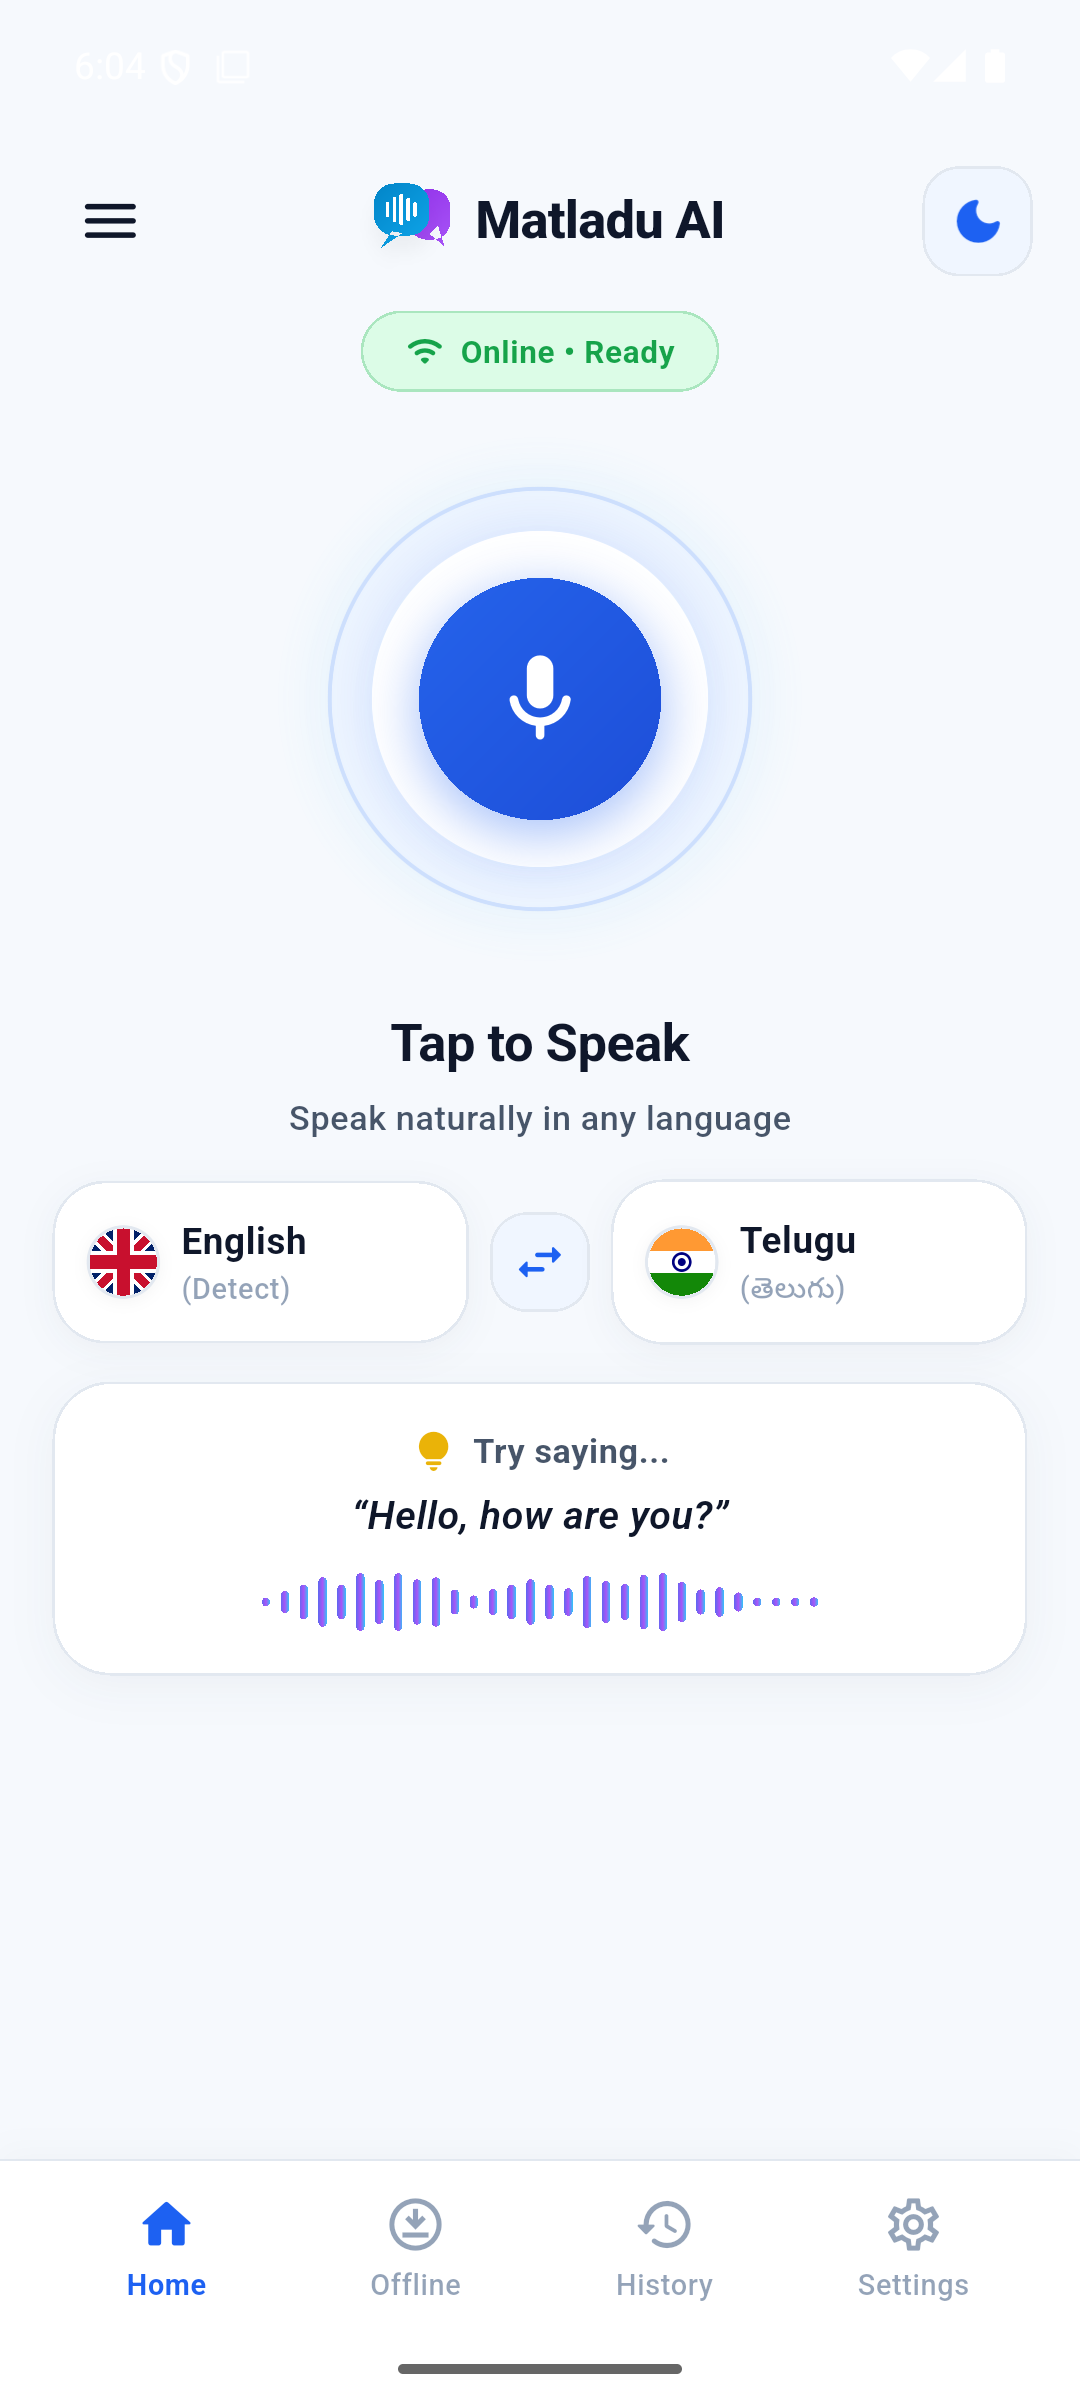 6:04
Matladu AI
Online • Ready
Tap to Speak
Speak naturally in any language
English
(Detect)
Telugu
(తెలుగు)
Try saying...
“Hello, how are you?”
Home
Offline
History
Settings